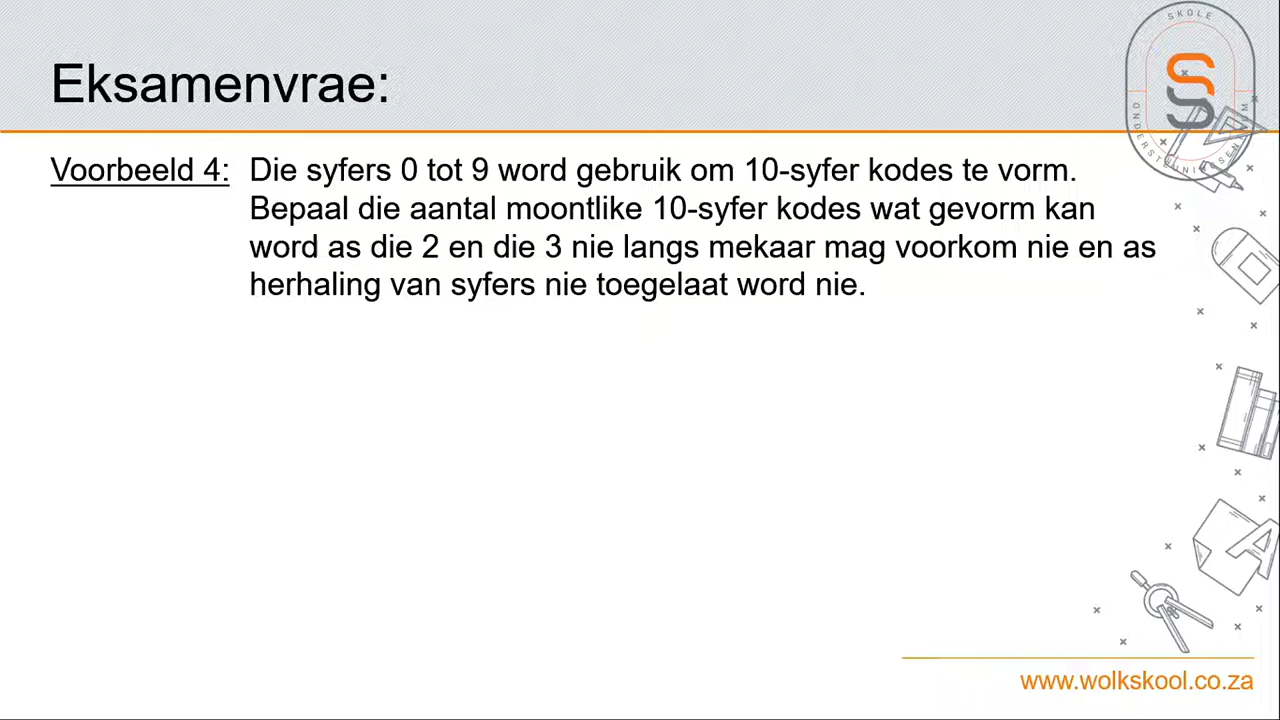 Eksamenvrae:
SKOLE
Voorbeeld 4: Die syfers 0 tot 9 word gebruik om 10-syfer kodes te vorm.
Bepaal die aantal moontlike 10-syfer kodes wat gevorm kan
word as die 2 en die 3 nie langs mekaar mag voorkom nie en as
herhaling van syfers nie toegelaat word nie.
www.wolkskool.co.za